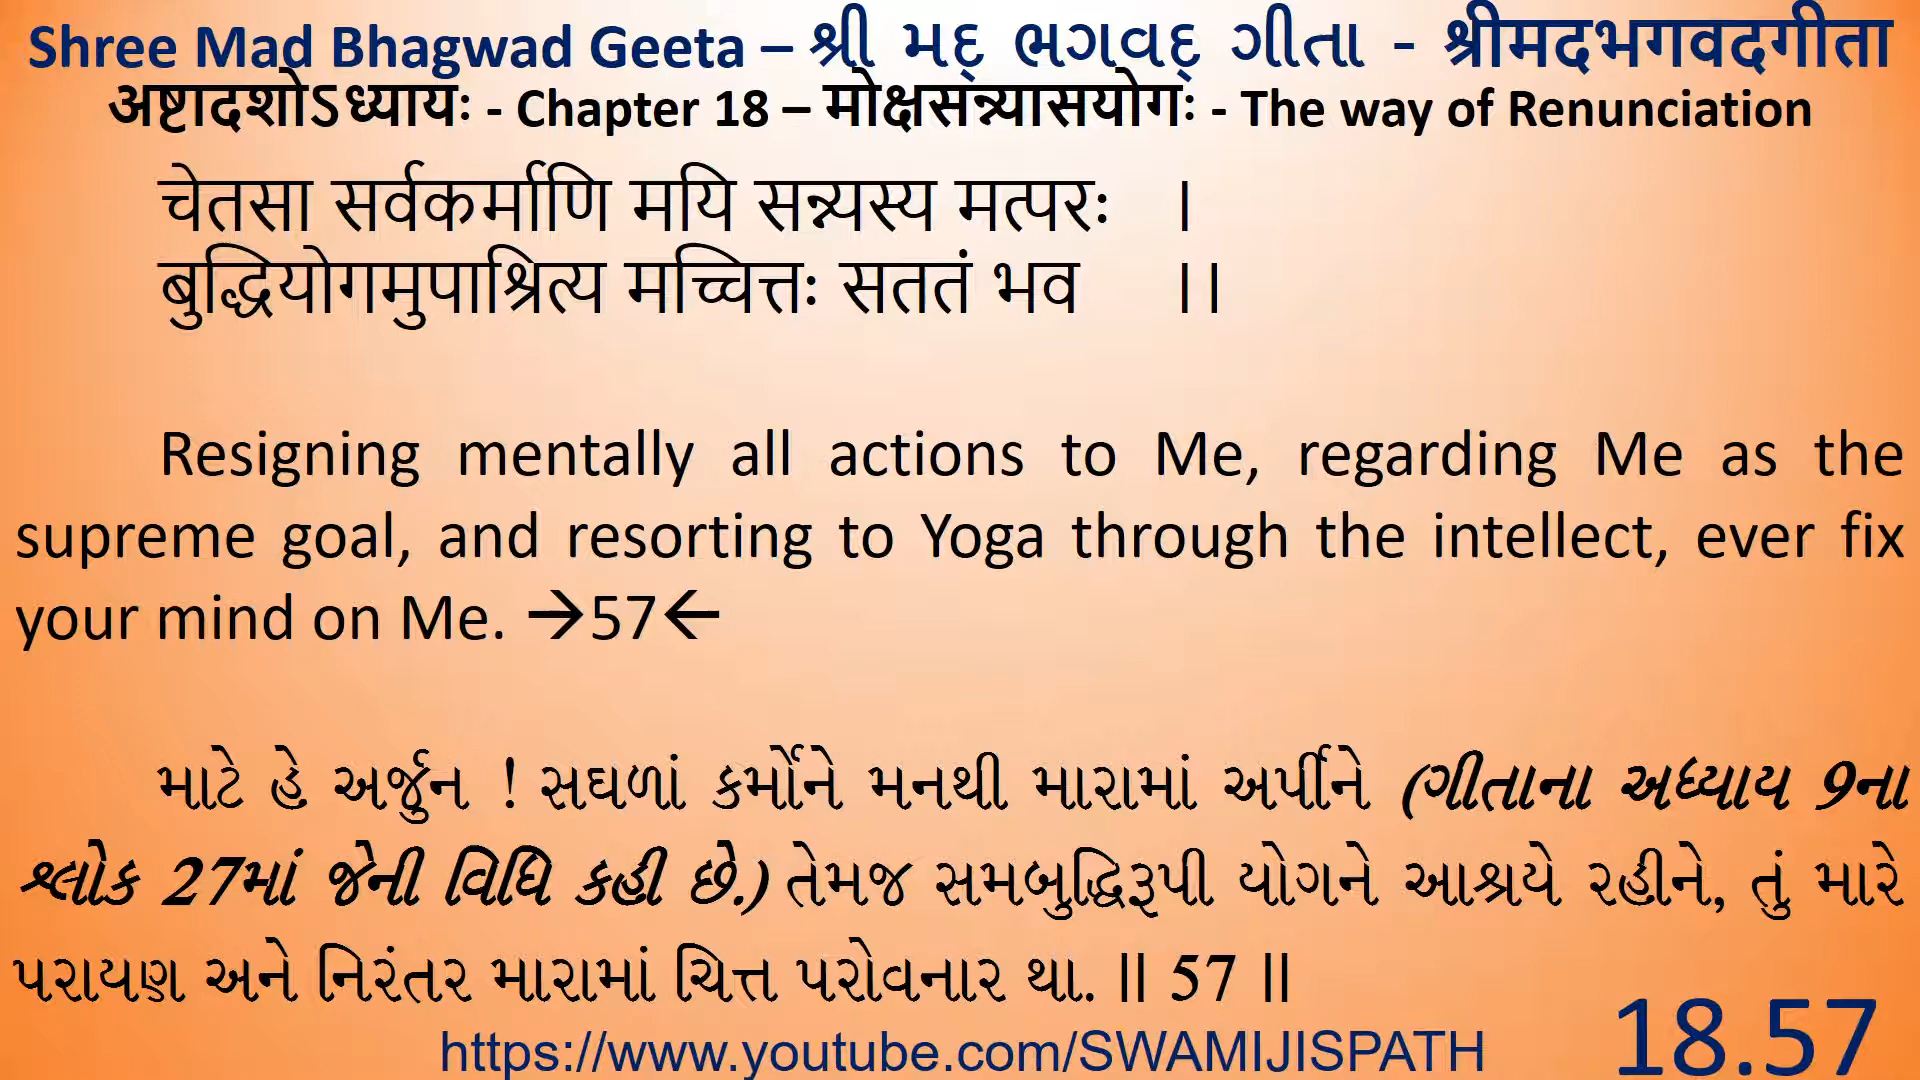 Shree Mad Bhagwad Geeta – શ્રી મદ્ ભગવદ્ ગીતા - श्रीमदभगवदगीता
अष्टादशोऽध्यायः - Chapter 18 – मोक्षसन्न्यासयोगः - The way of Renunciation
चेतसा सर्वकर्माणि मयि सन्न्यस्य मत्परः ।
बुद्धियोगमुपाश्रित्य मच्चित्तः सततं भव ।।
Resigning mentally all actions to Me, regarding Me as the
supreme goal, and resorting to Yoga through the intellect, ever fix
your mind on Me. →57←
માટે હે અર્જુન ! સઘળાં કર્મોને મનથી મારામાં અર્પીને (ગીતાના અધ્યાય 9ના
શ્લોક 27માં જેની વિધિ કહી છે.) તેમજ સમબુદ્ધિરૂપી યોગને આશ્રયે રહીને, તું મારે
પરાયણ અને નિરંતર મારામાં ચિત્ત પરોવનાર થા. ॥ 57 ॥
https://www.youtube.com/SWAMIJISPATH
18.57